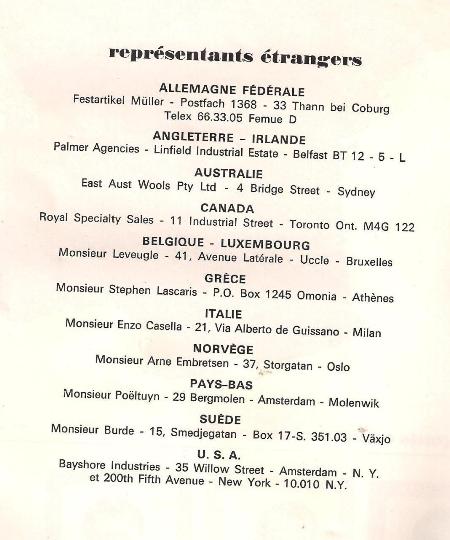 représentants étrangers
ALLEMAGNE FÉDÉRALE
Festartikel Müller - Postfach 1368 - 33 Thann bei Coburg
Telex 66.33.05 Femue D
ANGLETERRE - IRLANDE
Palmer Agencies - Linfield Industrial Estate - Belfast BT 12 - 5 - L
AUSTRALIE
East Aust Wools Pty Ltd - 4 Bridge Street - Sydney
CANADA
Royal Specialty Sales - 11 Industrial Street - Toronto Ont. M4G 122
BELGIQUE - LUXEMBOURG
Monsieur Leveugle - 41, Avenue Latérale - Uccle - Bruxelles
GRÈCE
Monsieur Stephen Lascaris - P.O. Box 1245 Omonia - Athènes
ITALIE
Monsieur Enzo Casella - 21, Via Alberto de Guissano - Milan
NORVÈGE
Monsieur Arne Embretsen - 37, Storgatan - Oslo
PAYS-BAS
Monsieur Poëltuyn - 29 Bergmolen - Amsterdam - Molenwik
SUÈDE
Monsieur Burde - 15, Smedjegatan - Box 17-S. 351.03 - Växjo
U. S. A.
Bayshore Industries - 35 Willow Street - Amsterdam - N. Y.
et 200th Fifth Avenue - New York - 10.010 N.Y.